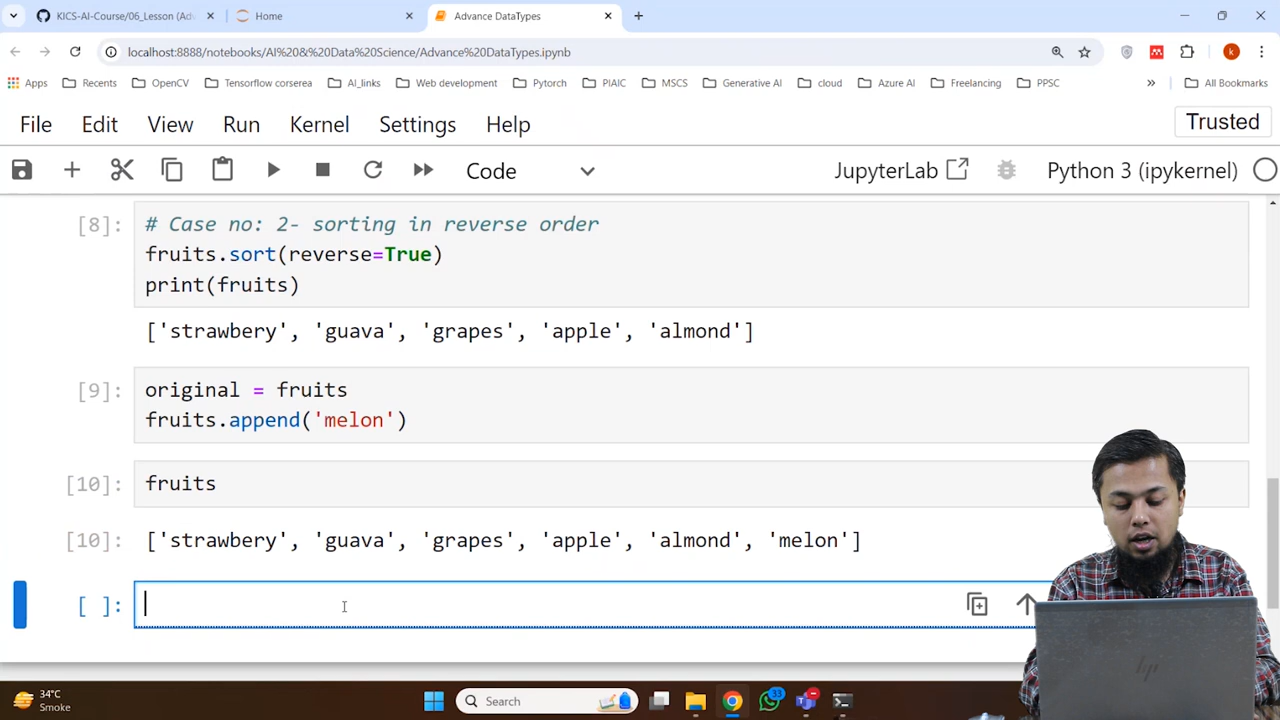 KICS-AI-Course/06_Lesson (Adv
Home
Advance DataTypes
localhost:8888/notebooks/AI%20&%20Data%20Science/Advance%20DataTypes.ipynb
Apps
Recents
OpenCV
Tensorflow corserea
AI_links
Web development
Pytorch
PIAIC
MSCS
Generative AI
cloud
Azure AI
Freelancing
PPSC
All Bookmarks
File
Edit
View
Run
Kernel
Settings
Help
Trusted
Code
JupyterLab
Python 3 (ipykernel)
[8]:
# Case no: 2- sorting in reverse order
fruits.sort(reverse=True)
print(fruits)
['strawbery', 'guava', 'grapes', 'apple', 'almond']
[9]:
original = fruits
fruits.append('melon')
[10]:
fruits
[10]:
['strawbery', 'guava', 'grapes', 'apple', 'almond', 'melon']
[ ]:
34°C
Smoke
Search
33
hp